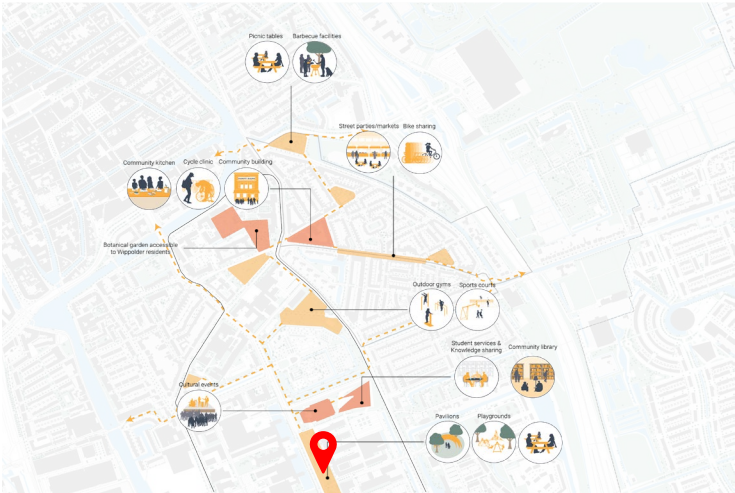 Picnic tables
Barbecue facilities
Street parties/markets
Bike sharing
Community kitchen
Cycle clinic
Community building
Botanical garden accessible
to Wippolder residents
Outdoor gyms
Sports courts
Student services &
Knowledge sharing
Community library
Cultural events
Pavilions
Playgrounds